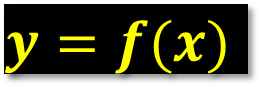 y = f(x)